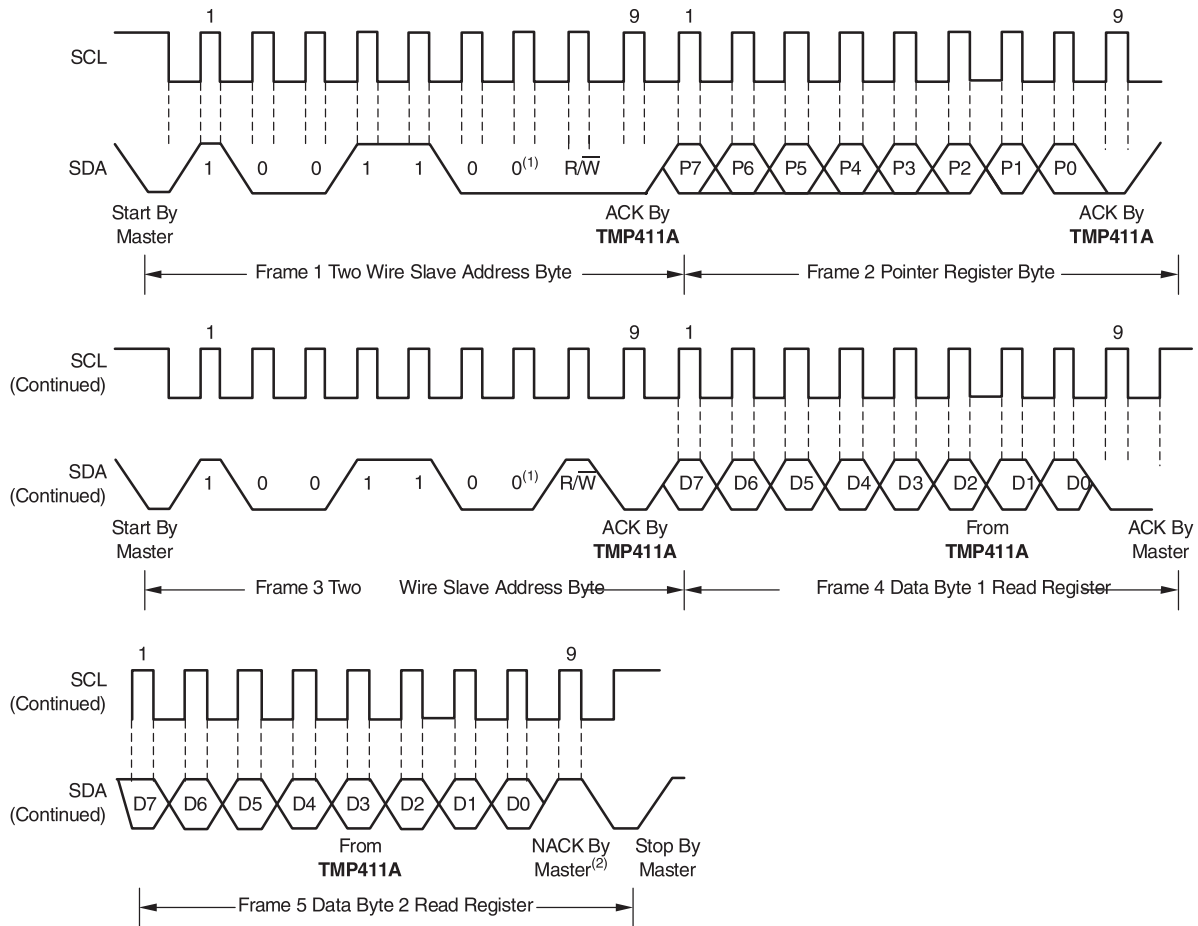 1 9 1 9
SCL
SDA 1 0 0 1 1 0 0(1) R/W P7 P6 P5 P4 P3 P2 P1 P0
Start By Master
ACK By TMP411A
ACK By TMP411A
Frame 1 Two Wire Slave Address Byte
Frame 2 Pointer Register Byte
1 9 1 9
SCL
(Continued)
SDA
(Continued)
1 0 0 1 1 0 0(1) R/W D7 D6 D5 D4 D3 D2 D1 D0
Start By Master
ACK By TMP411A
From TMP411A
ACK By Master
Frame 3 Two Wire Slave Address Byte
Frame 4 Data Byte 1 Read Register
1 9
SCL
(Continued)
SDA
(Continued)
D7 D6 D5 D4 D3 D2 D1 D0
From TMP411A
NACK By Master(2)
Stop By Master
Frame 5 Data Byte 2 Read Register